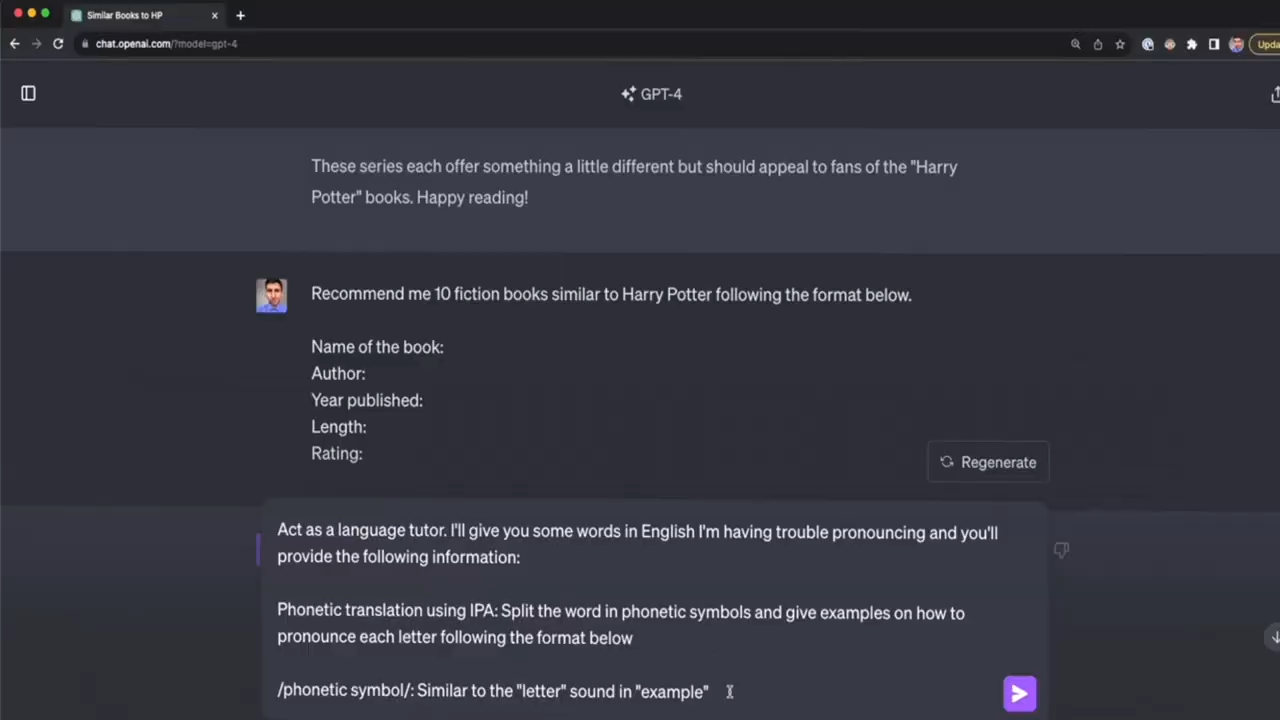 Similar Books to HP
chat.openai.com/?model=gpt-4
Upda
GPT-4
These series each offer something a little different but should appeal to fans of the "Harry
Potter" books. Happy reading!
Recommend me 10 fiction books similar to Harry Potter following the format below.
Name of the book:
Author:
Year published:
Length:
Rating:
Regenerate
Act as a language tutor. I'll give you some words in English I'm having trouble pronouncing and you'll
provide the following information:
Phonetic translation using IPA: Split the word in phonetic symbols and give examples on how to
pronounce each letter following the format below
/phonetic symbol/: Similar to the "letter" sound in "example"